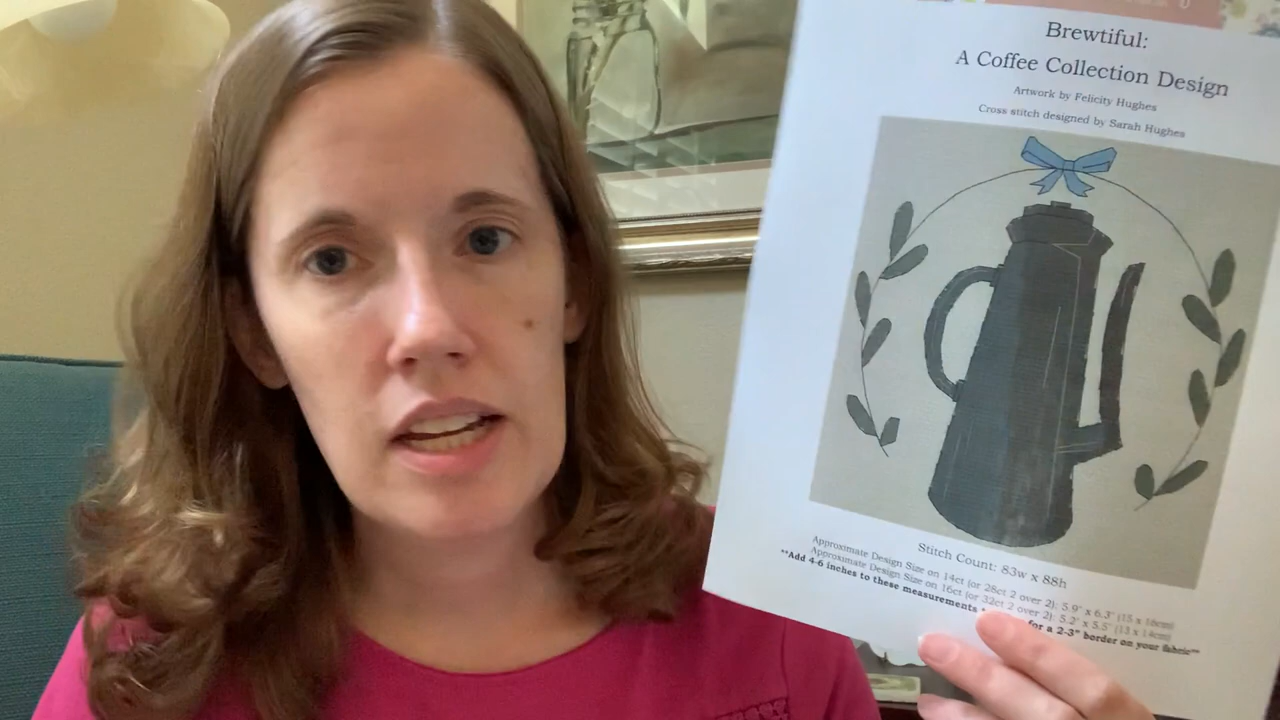 Brewtiful:
A Coffee Collection Design
Artwork by Felicity Hughes
Cross stitch designed by Sarah Hughes
Stitch Count: 83w x 88h
Approximate Design Size on 14ct (or 28ct 2 over 2): 5.9" x 6.3" (15 x 16cm)
Approximate Design Size on 16ct (or 32ct 2 over 2): 5.2" x 5.5" (13 x 14cm)
**Add 4-6 inches to these measurements for a 2-3" border on your fabric**